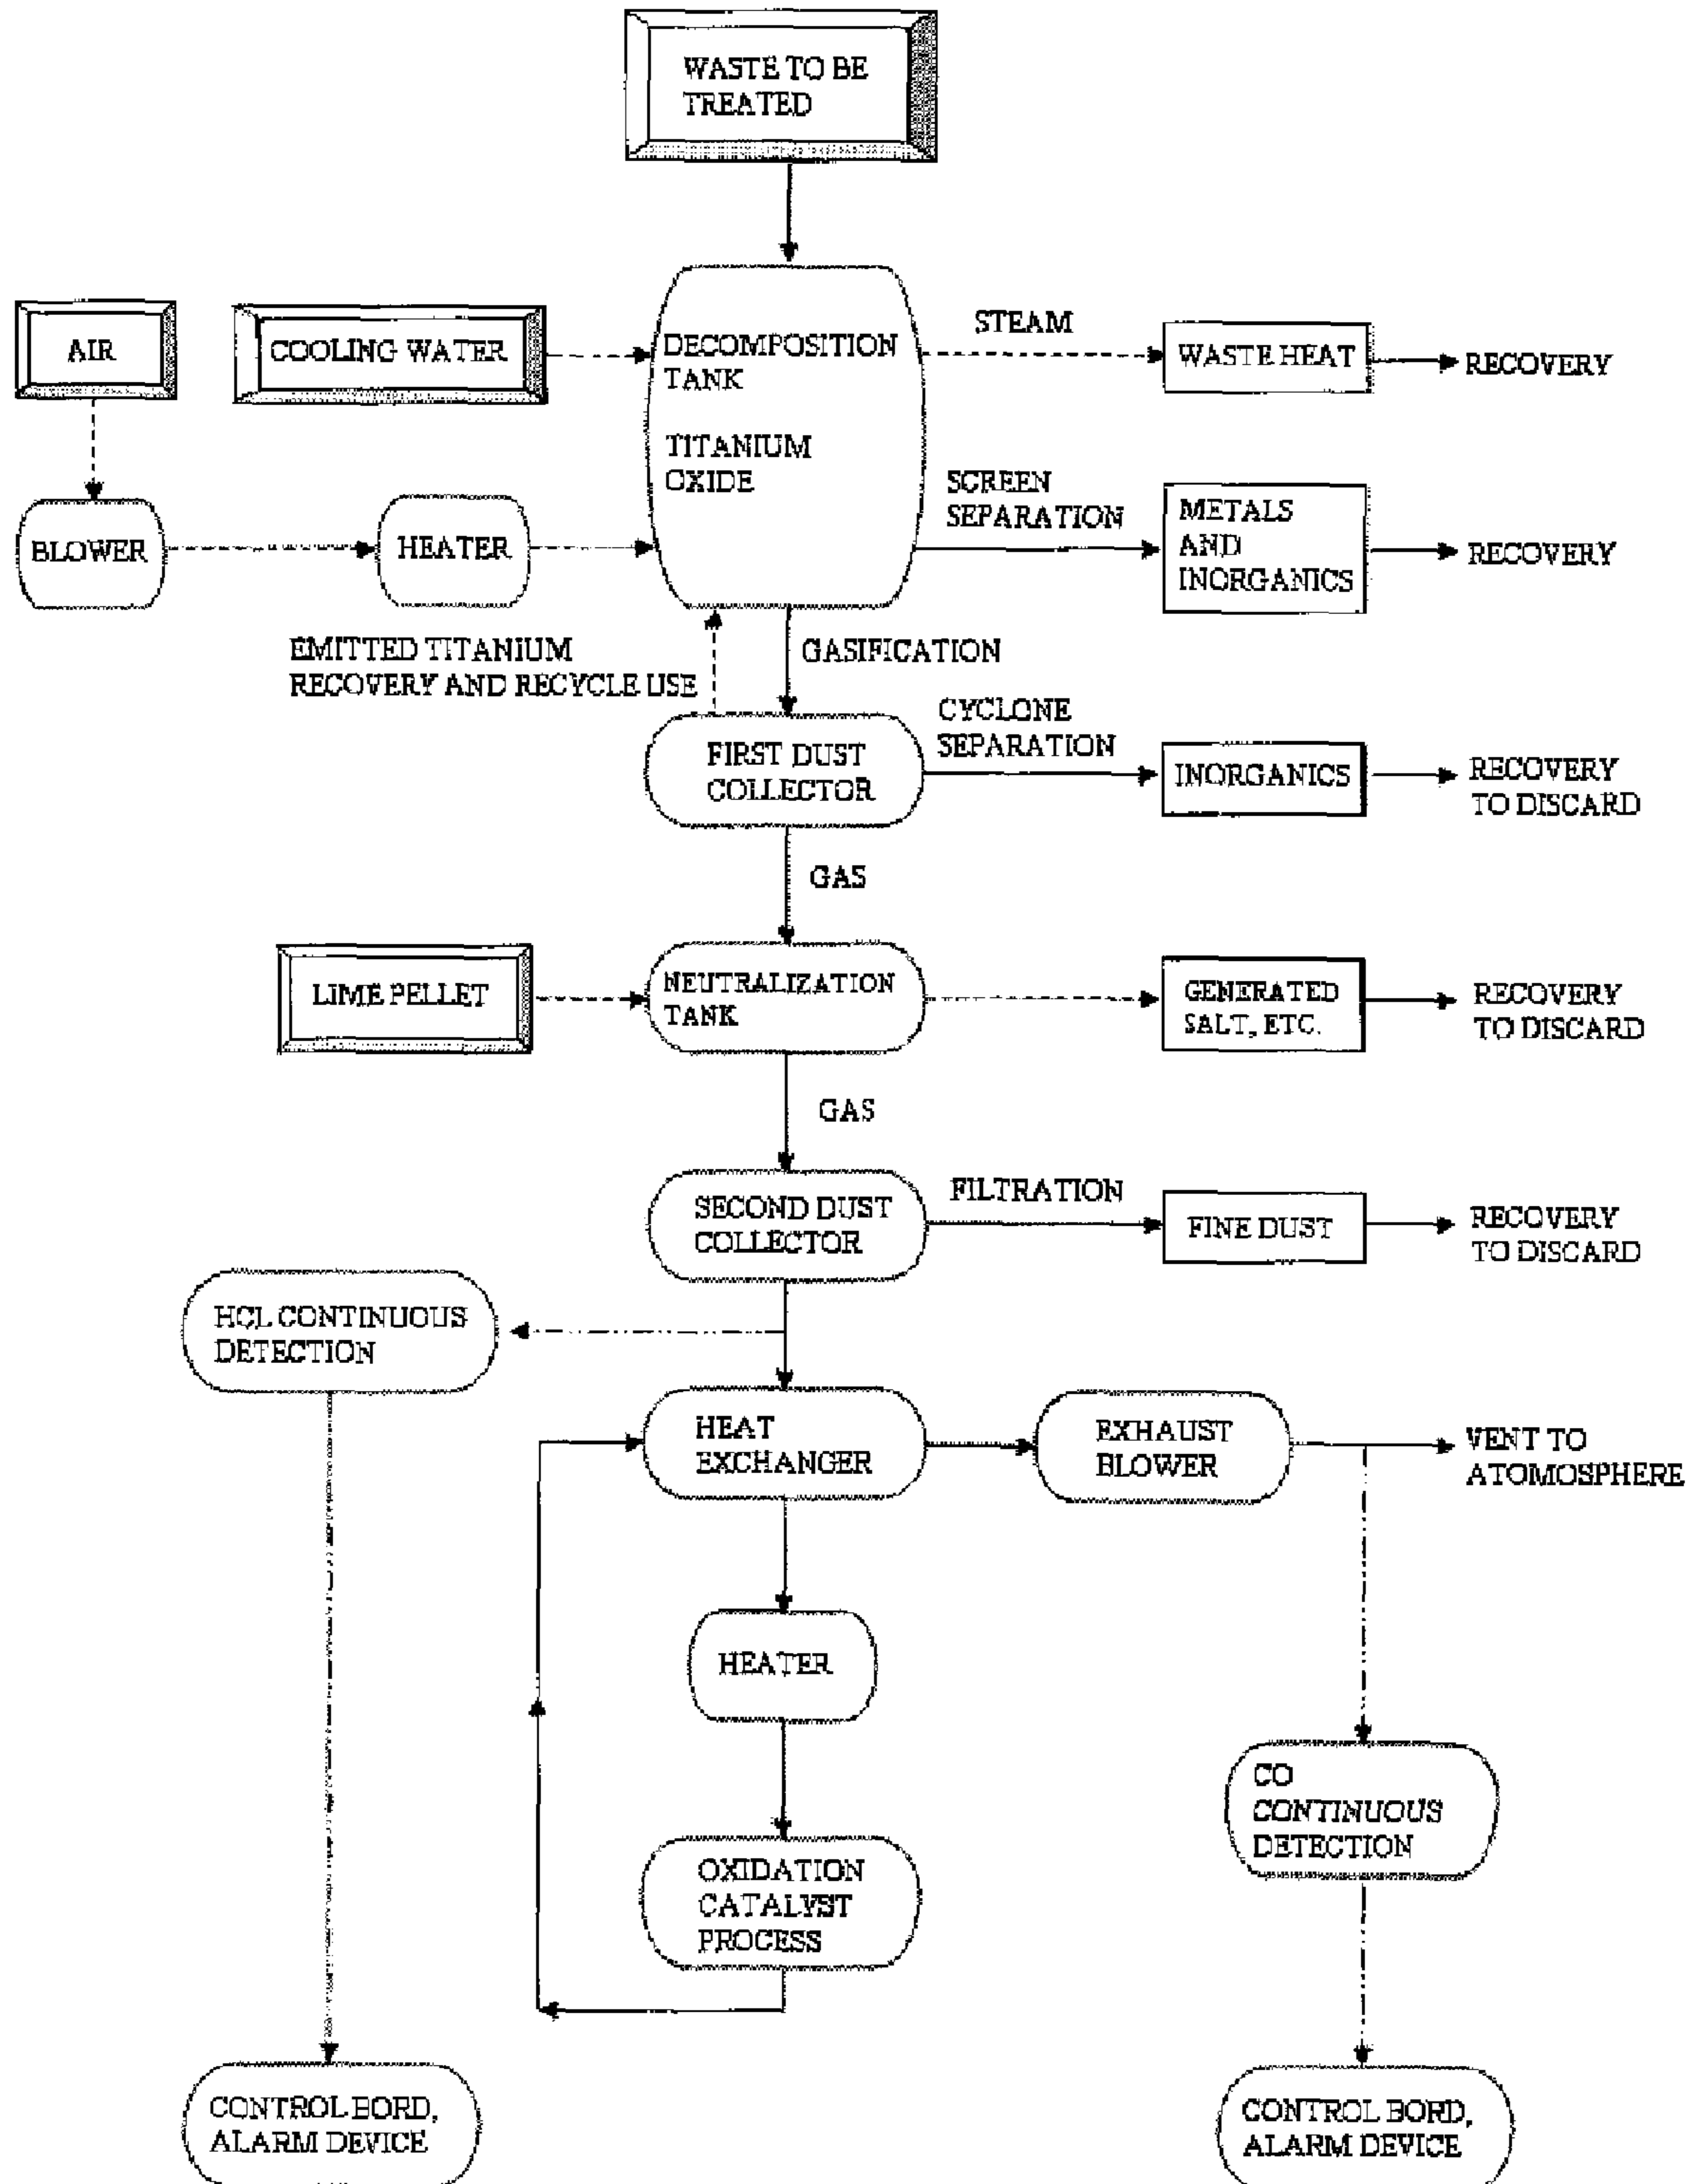 WASTE TO BE
TREATED
AIR
COOLING WATER
DECOMPOSITION
TANK
TITANIUM
OXIDE
STEAM
WASTE HEAT
RECOVERY
BLOWER
HEATER
SCREEN
SEPARATION
METALS
AND
INORGANICS
RECOVERY
EMITTED TITANIUM
RECOVERY AND RECYCLE USE
GASIFICATION
FIRST DUST
COLLECTOR
CYCLONE
SEPARATION
INORGANICS
RECOVERY
TO DISCARD
GAS
LIME PELLET
NEUTRALIZATION
TANK
GENERATED
SALT, ETC.
RECOVERY
TO DISCARD
GAS
SECOND DUST
COLLECTOR
FILTRATION
FINE DUST
RECOVERY
TO DISCARD
HCL CONTINUOUS
DETECTION
HEAT
EXCHANGER
EXHAUST
BLOWER
VENT TO
ATOMOSPHERE
HEATER
CO
CONTINUOUS
DETECTION
OXIDATION
CATALYST
PROCESS
CONTROL BORD,
ALARM DEVICE
CONTROL BORD,
ALARM DEVICE